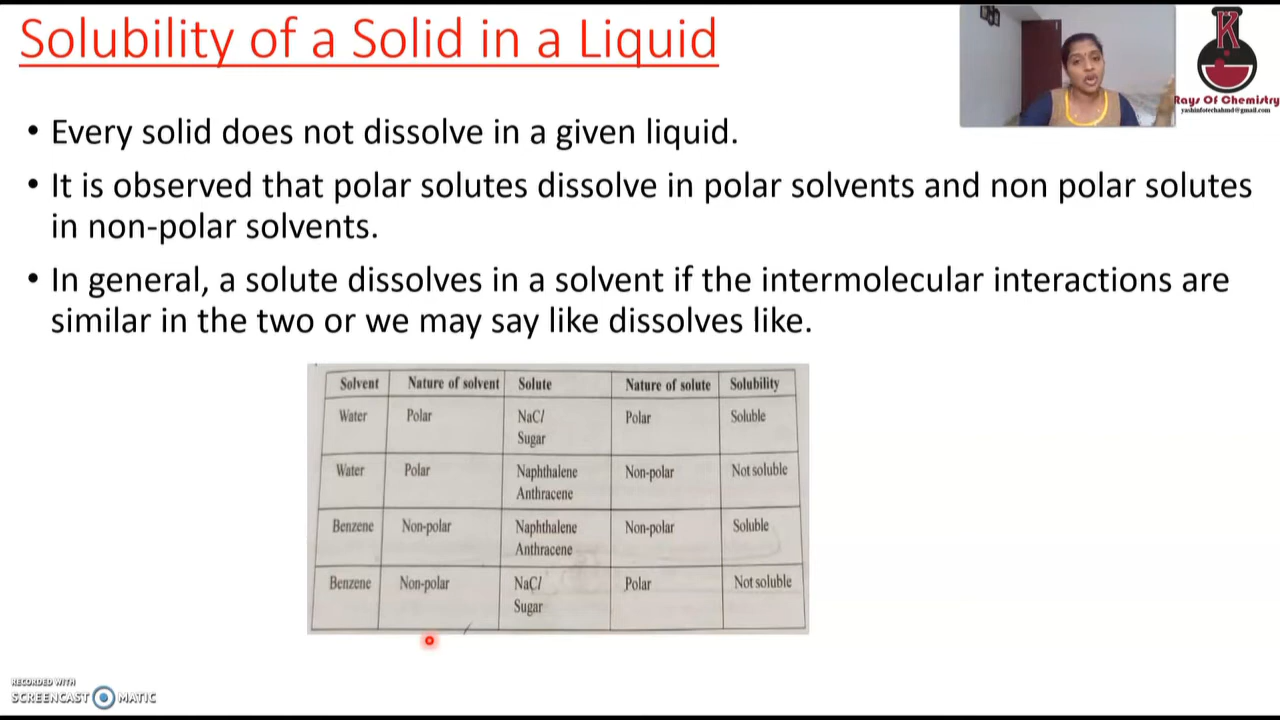 Solubility of a Solid in a Liquid
K
Rays Of Chemistry
yashinfotechahmd@gmail.com
• Every solid does not dissolve in a given liquid.
• It is observed that polar solutes dissolve in polar solvents and non polar solutes
in non-polar solvents.
• In general, a solute dissolves in a solvent if the intermolecular interactions are
similar in the two or we may say like dissolves like.
Solvent Nature of solvent Solute Nature of solute Solubility
Water Polar NaCl Polar Soluble
Sugar
Water Polar Naphthalene Non-polar Not soluble
Anthracene
Benzene Non-polar Naphthalene Non-polar Soluble
Anthracene
Benzene Non-polar NaCl Polar Not soluble
Sugar
RECORDED WITH
SCREENCAST MATIC